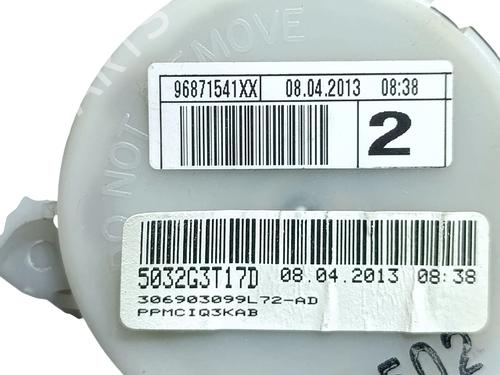 DO NOT REMOVE
96871541XX 08.04.2013 08:38
2
5032G3T17D 08.04.2013 08:38
306903099L72-AD
PPMCIQ3KAB
502